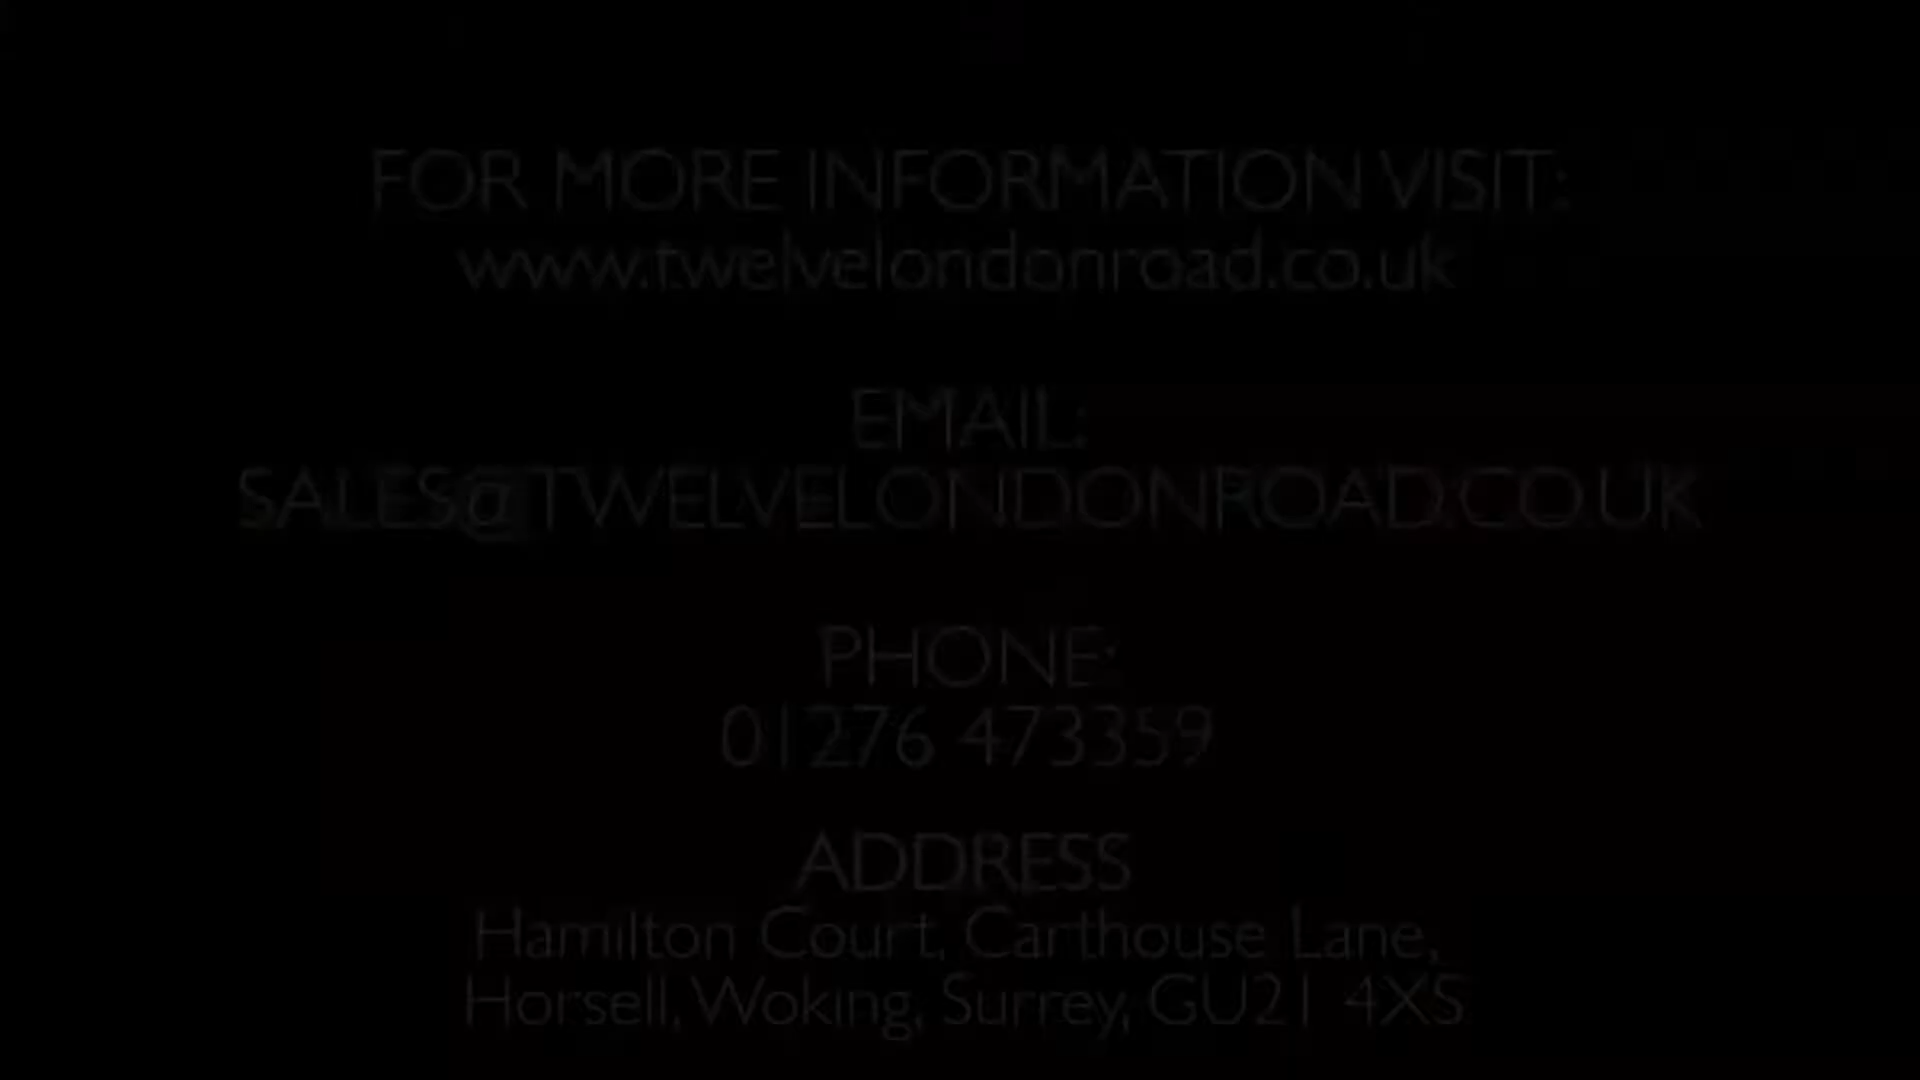 FOR MORE INFORMATION VISIT:
www.twelvelondonroad.co.uk
EMAIL:
SALES@TWELVELONDONROAD.CO.UK
PHONE:
01276 473359
ADDRESS
Hamilton Court, Carthouse Lane,
Horsell, Woking, Surrey, GU21 4XS